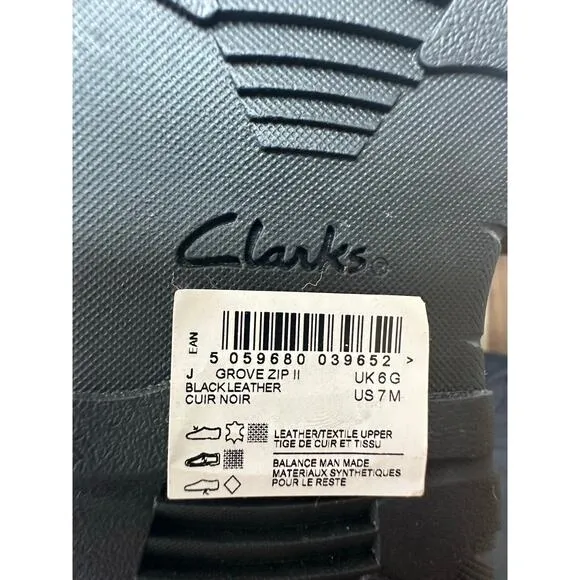 Clarks®
EAN
5 059680 039652 >
J GROVE ZIP II UK 6 G
BLACK LEATHER US 7 M
CUIR NOIR
LEATHER/TEXTILE UPPER
TIGE DE CUIR ET TISSU
BALANCE MAN MADE
MATERIAUX SYNTHETIQUES
POUR LE RESTE